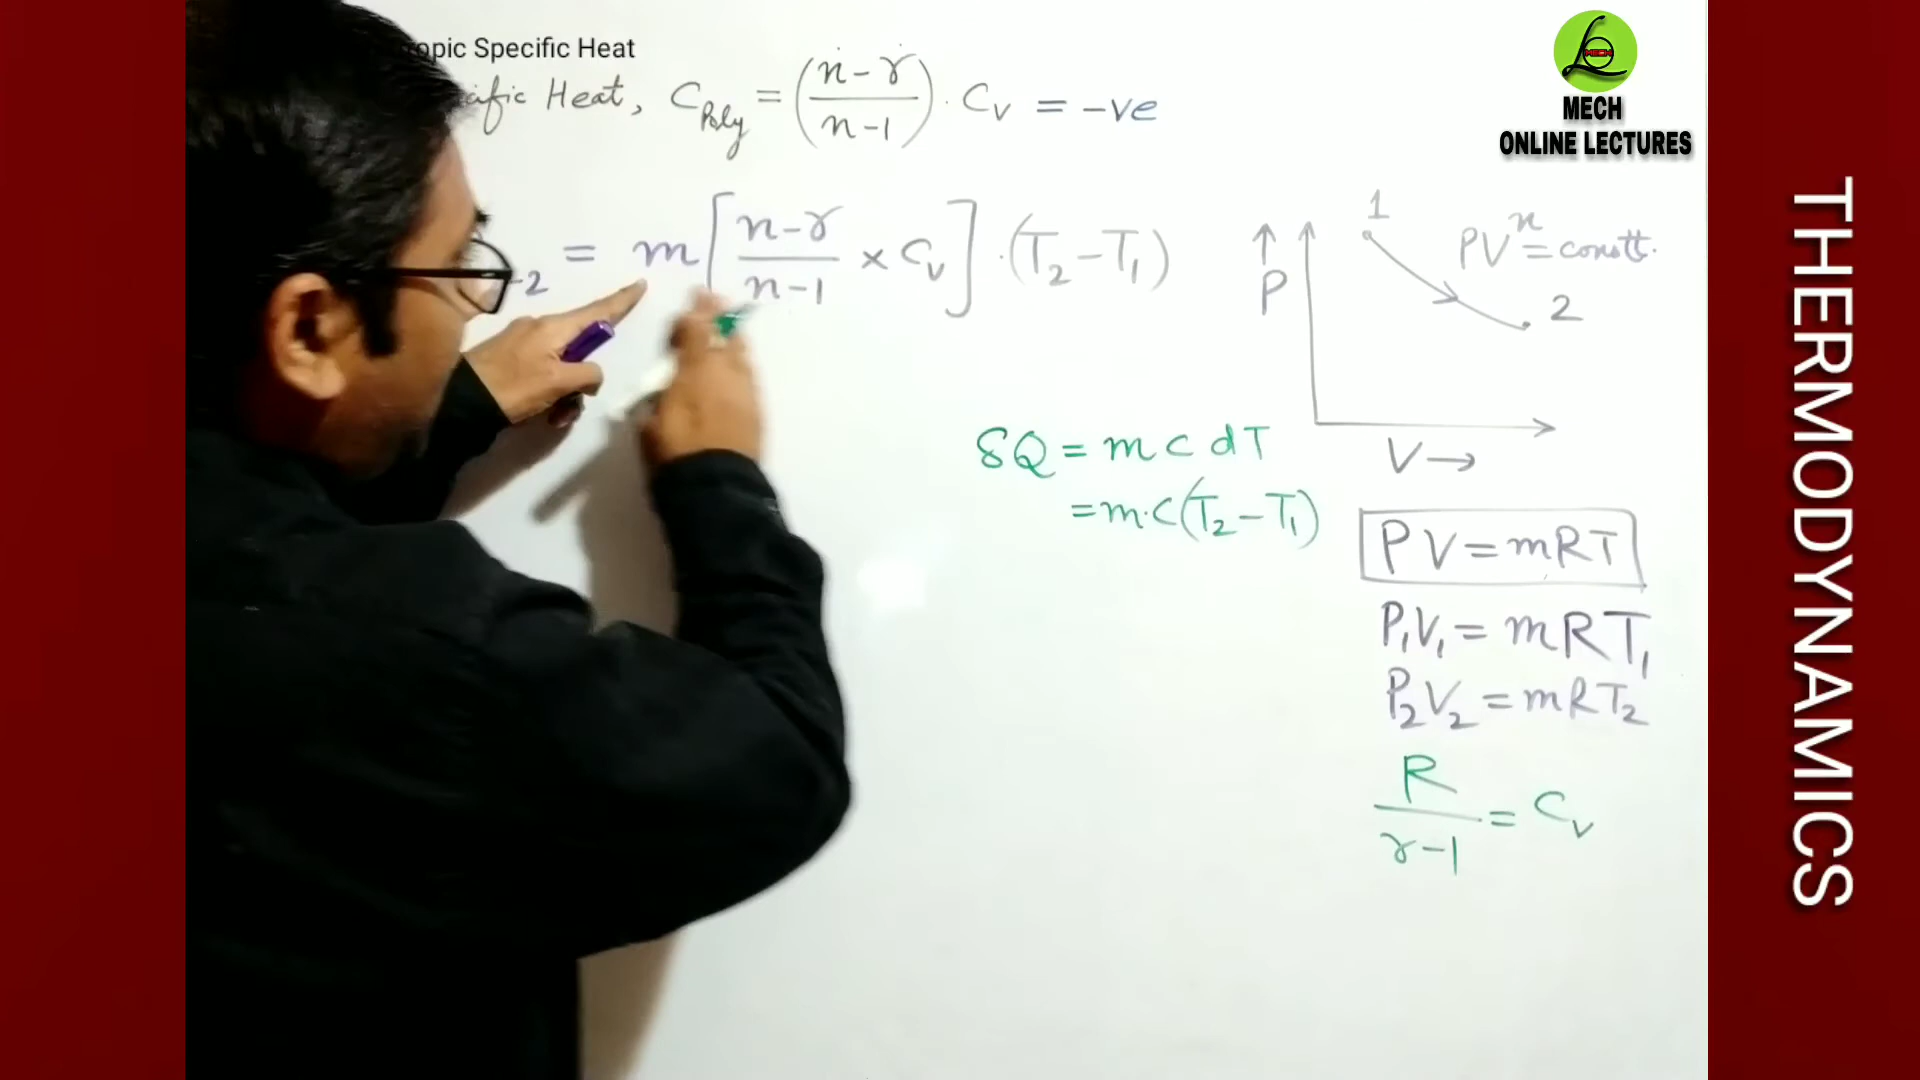 Specific Heat
Heat, C_Poly = (n-γ / n-1) · C_v = -ve
-2 = m [n-γ / n-1 × C_v] · (T_2 - T_1)
1
PV^n = constt.
2
P
V→
δQ = m c dT
= m·c(T_2 - T_1)
PV = mRT
P_1V_1 = mRT_1
P_2V_2 = mRT_2
R / γ-1 = C_v
MECH
MECH
ONLINE LECTURES
THERMODYNAMICS